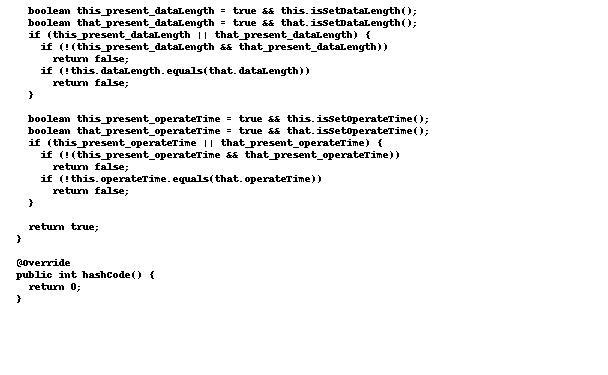 boolean this_present_dataLength = true && this.isSetDataLength();
boolean that_present_dataLength = true && that.isSetDataLength();
if (this_present_dataLength || that_present_dataLength) {
if (!(this_present_dataLength && that_present_dataLength))
return false;
if (!this.dataLength.equals(that.dataLength))
return false;
}
boolean this_present_operateTime = true && this.isSetOperateTime();
boolean that_present_operateTime = true && that.isSetOperateTime();
if (this_present_operateTime || that_present_operateTime) {
if (!(this_present_operateTime && that_present_operateTime))
return false;
if (!this.operateTime.equals(that.operateTime))
return false;
}
return true;
}
@Override
public int hashCode() {
return 0;
}